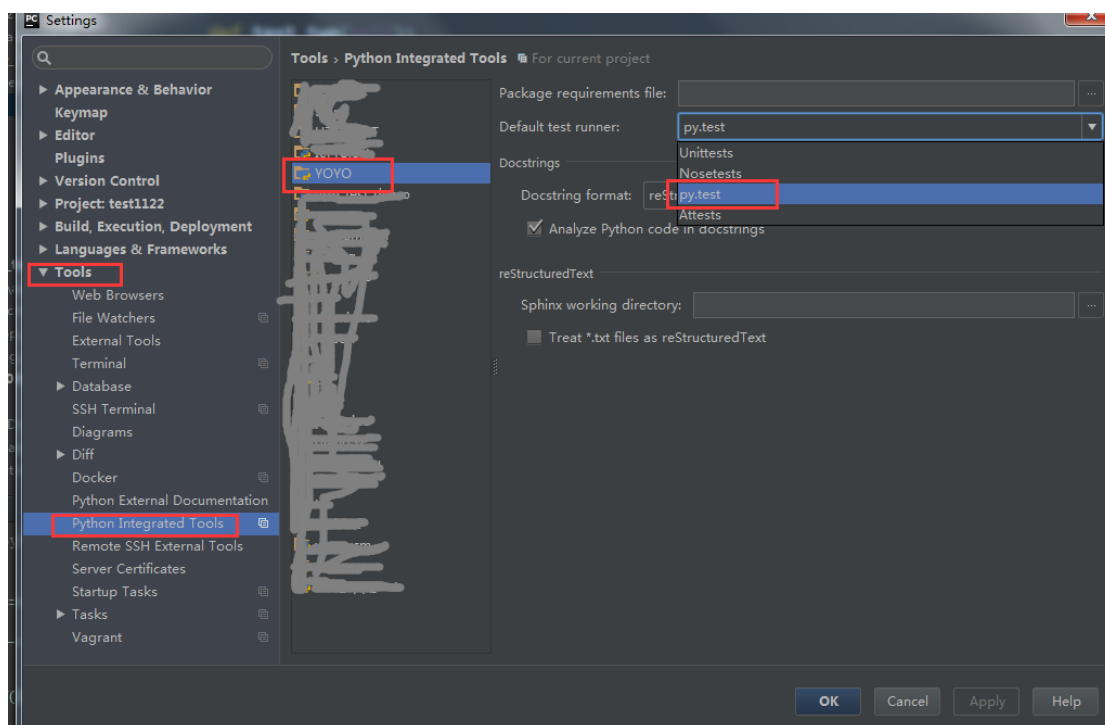 PC Settings
Tools › Python Integrated Tools For current project
Appearance & Behavior
Keymap
Editor
Plugins
Version Control
Project: test1122
Build, Execution, Deployment
Languages & Frameworks
Tools
Web Browsers
File Watchers
External Tools
Terminal
Database
SSH Terminal
Diagrams
Diff
Docker
Python External Documentation
Python Integrated Tools
Remote SSH External Tools
Server Certificates
Startup Tasks
Tasks
Vagrant
YOYO
Package requirements file:
Default test runner: py.test
Unittests
Nosetests
py.test
Attests
Docstrings
Docstring format:
Analyze Python code in docstrings
reStructuredText
Sphinx working directory:
Treat *.txt files as reStructuredText
OK Cancel Apply Help